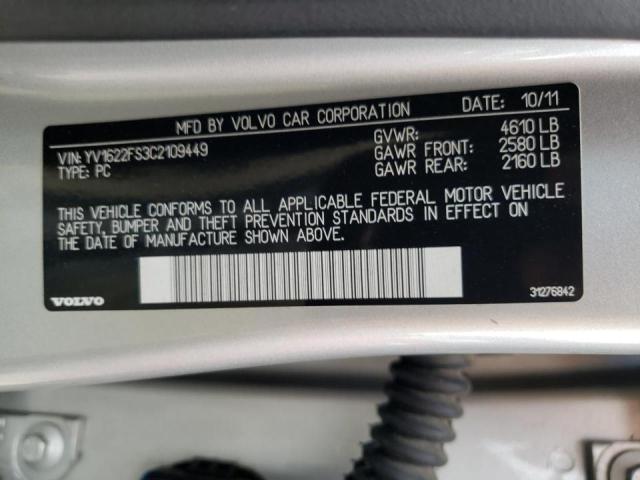 MFD BY VOLVO CAR CORPORATION DATE: 10/11
VIN: YV1622FS3C2109449 GVWR: 4610 LB
TYPE: PC GAWR FRONT: 2580 LB
GAWR REAR: 2160 LB
THIS VEHICLE CONFORMS TO ALL APPLICABLE FEDERAL MOTOR VEHICLE
SAFETY, BUMPER AND THEFT PREVENTION STANDARDS IN EFFECT ON
THE DATE OF MANUFACTURE SHOWN ABOVE.
VOLVO 31276842